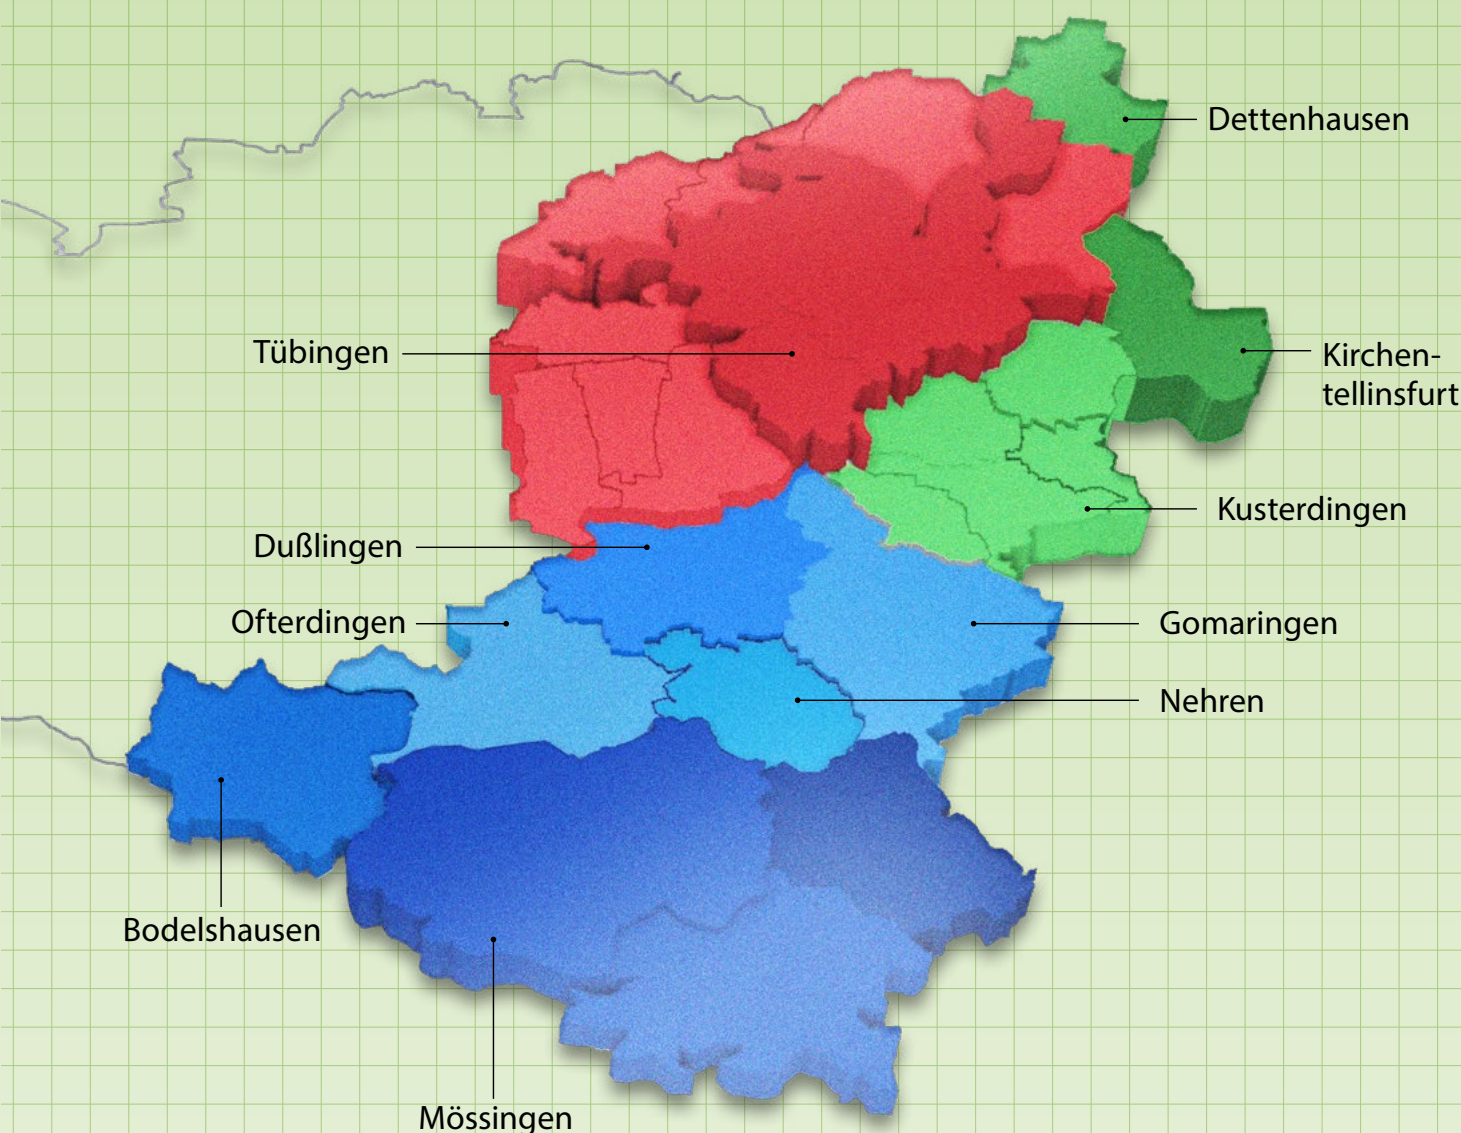 Dettenhausen
Tübingen
Kirchen-
tellinsfurt
Kusterdingen
Dußlingen
Ofterdingen
Gomaringen
Nehren
Bodelshausen
Mössingen